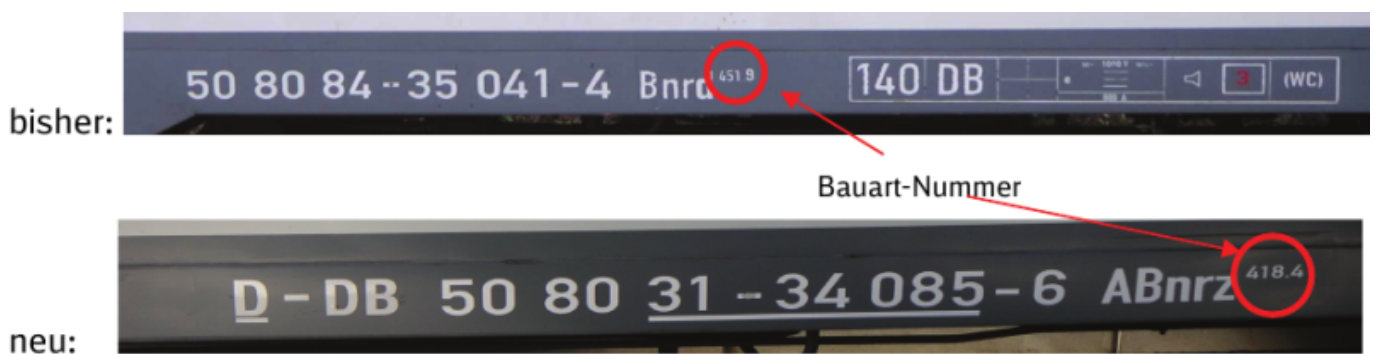 50 80 84--35 041-4 Bnrd 451 9 140 DB 3 (WC)
bisher:
Bauart-Nummer
D - DB 50 80 31 - 34 085 - 6 ABnrz 418.4
neu: